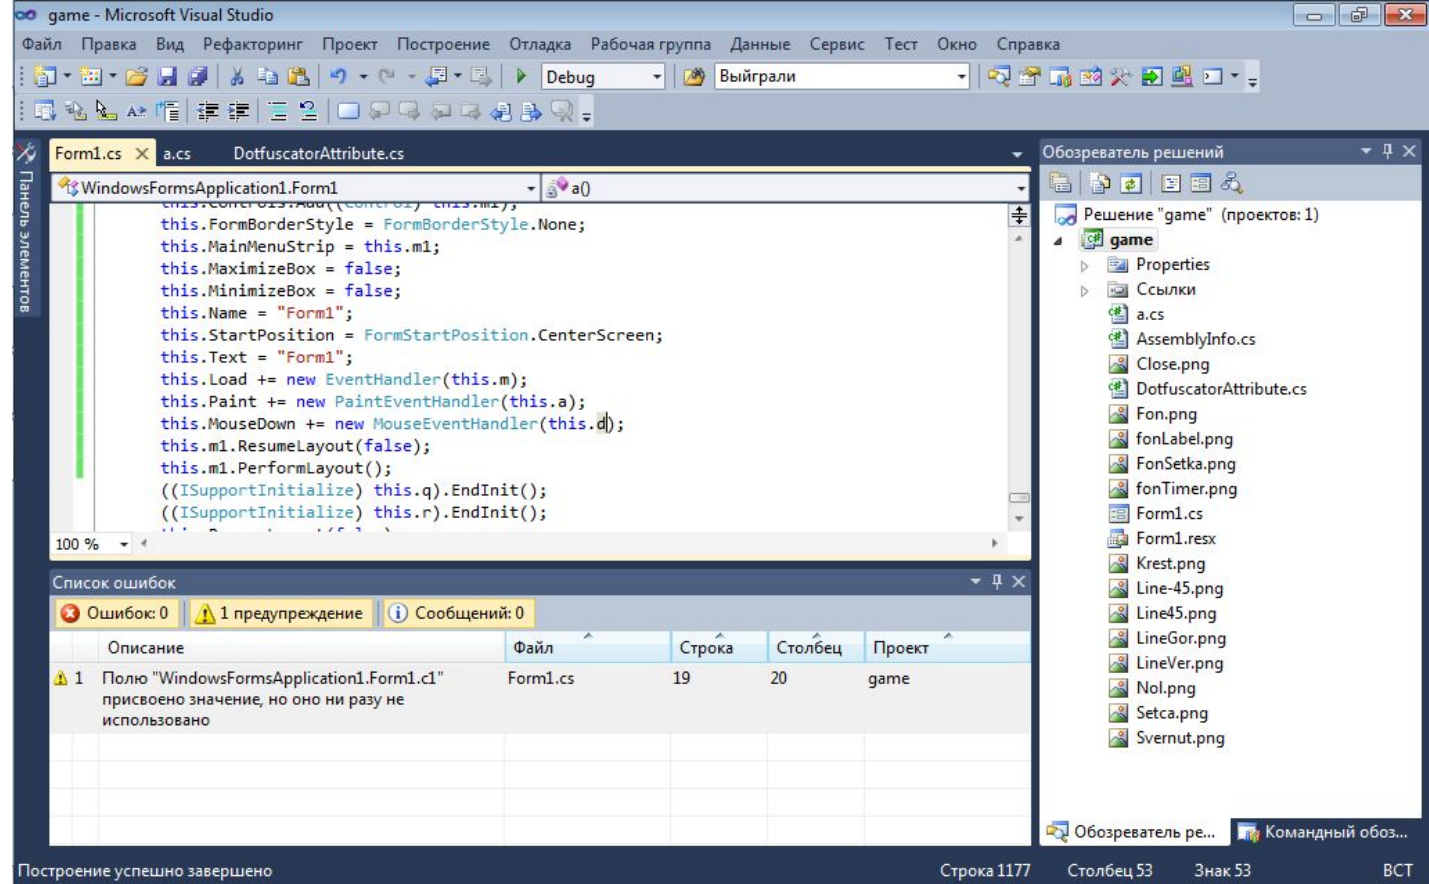 game - Microsoft Visual Studio
Файл Правка Вид Рефакторинг Проект Построение Отладка Рабочая группа Данные Сервис Тест Окно Справка
Debug Выйграли
Form1.cs a.cs DotfuscatorAttribute.cs
WindowsFormsApplication1.Form1 a()
this.Controls.Add((Control) this.m1);
this.FormBorderStyle = FormBorderStyle.None;
this.MainMenuStrip = this.m1;
this.MaximizeBox = false;
this.MinimizeBox = false;
this.Name = "Form1";
this.StartPosition = FormStartPosition.CenterScreen;
this.Text = "Form1";
this.Load += new EventHandler(this.m);
this.Paint += new PaintEventHandler(this.a);
this.MouseDown += new MouseEventHandler(this.d);
this.m1.ResumeLayout(false);
this.m1.PerformLayout();
((ISupportInitialize) this.q).EndInit();
((ISupportInitialize) this.r).EndInit();
100 %
Панель элементов
Список ошибок
Ошибок: 0 1 предупреждение Сообщений: 0
Описание Файл Строка Столбец Проект
1 Полю "WindowsFormsApplication1.Form1.c1" Form1.cs 19 20 game
присвоено значение, но оно ни разу не
использовано
Обозреватель решений
Решение "game" (проектов: 1)
game
Properties
Ссылки
a.cs
AssemblyInfo.cs
Close.png
DotfuscatorAttribute.cs
Fon.png
fonLabel.png
FonSetka.png
fonTimer.png
Form1.cs
Form1.resx
Krest.png
Line-45.png
Line45.png
LineGor.png
LineVer.png
Nol.png
Setca.png
Svernut.png
Обозреватель ре... Командный обоз...
Построение успешно завершено Строка 1177 Столбец 53 Знак 53 ВСТ